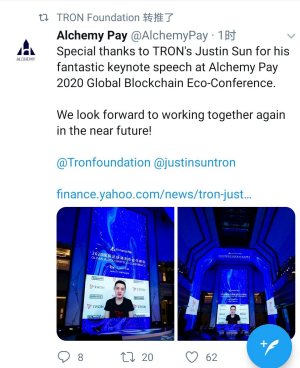 TRON Foundation 转推了
Alchemy Pay @AlchemyPay · 1时
ALCHEMY
Special thanks to TRON's Justin Sun for his
fantastic keynote speech at Alchemy Pay
2020 Global Blockchain Eco-Conference.
We look forward to working together again
in the near future!
@Tronfoundation @justinsuntron
finance.yahoo.com/news/tron-just...
8
20
62